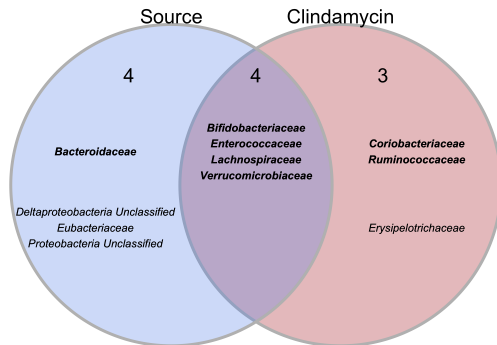 Source
Clindamycin
4
4
3
Bacteroidaceae
Deltaproteobacteria Unclassified
Eubacteriaceae
Proteobacteria Unclassified
Bifidobacteriaceae
Enterococcaceae
Lachnospiraceae
Verrucomicrobiaceae
Coriobacteriaceae
Ruminococcaceae
Erysipelotrichaceae